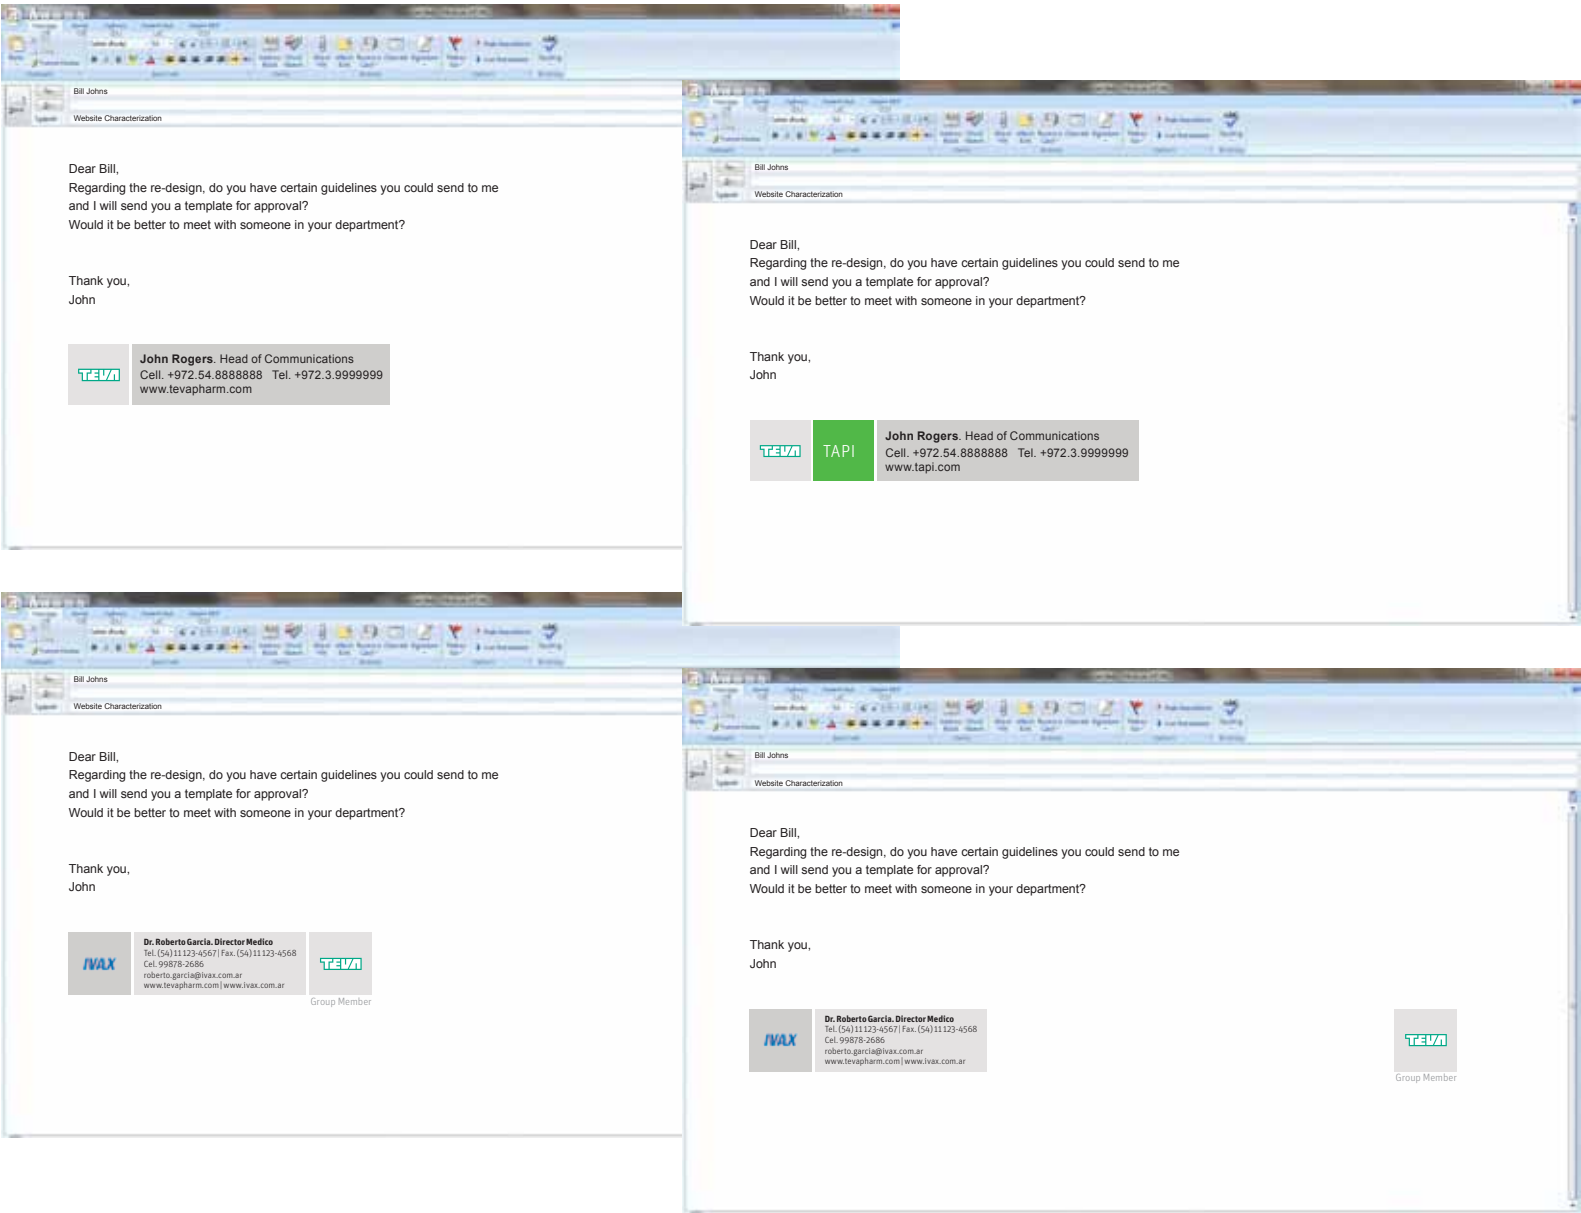 Bill Johns
Website Characterization
Dear Bill,
Regarding the re-design, do you have certain guidelines you could send to me
and I will send you a template for approval?
Would it be better to meet with someone in your department?
Thank you,
John
TEVA
John Rogers. Head of Communications
Cell. +972.54.8888888 Tel. +972.3.9999999
www.tevapharm.com
Bill Johns
Website Characterization
Dear Bill,
Regarding the re-design, do you have certain guidelines you could send to me
and I will send you a template for approval?
Would it be better to meet with someone in your department?
Thank you,
John
TEVA
TAPI
John Rogers. Head of Communications
Cell. +972.54.8888888 Tel. +972.3.9999999
www.tapi.com
Bill Johns
Website Characterization
Dear Bill,
Regarding the re-design, do you have certain guidelines you could send to me
and I will send you a template for approval?
Would it be better to meet with someone in your department?
Thank you,
John
IVAX
Dr. Roberto Garcia. Director Medico
Tel. (54)11123-4567| Fax. (54)11123-4568
Cel. 99878-2686
roberto.garcia@ivax.com.ar
www.tevapharm.com|www.ivax.com.ar
TEVA
Group Member
Bill Johns
Website Characterization
Dear Bill,
Regarding the re-design, do you have certain guidelines you could send to me
and I will send you a template for approval?
Would it be better to meet with someone in your department?
Thank you,
John
IVAX
Dr. Roberto Garcia. Director Medico
Tel. (54)11123-4567| Fax. (54)11123-4568
Cel. 99878-2686
roberto.garcia@ivax.com.ar
www.tevapharm.com|www.ivax.com.ar
TEVA
Group Member